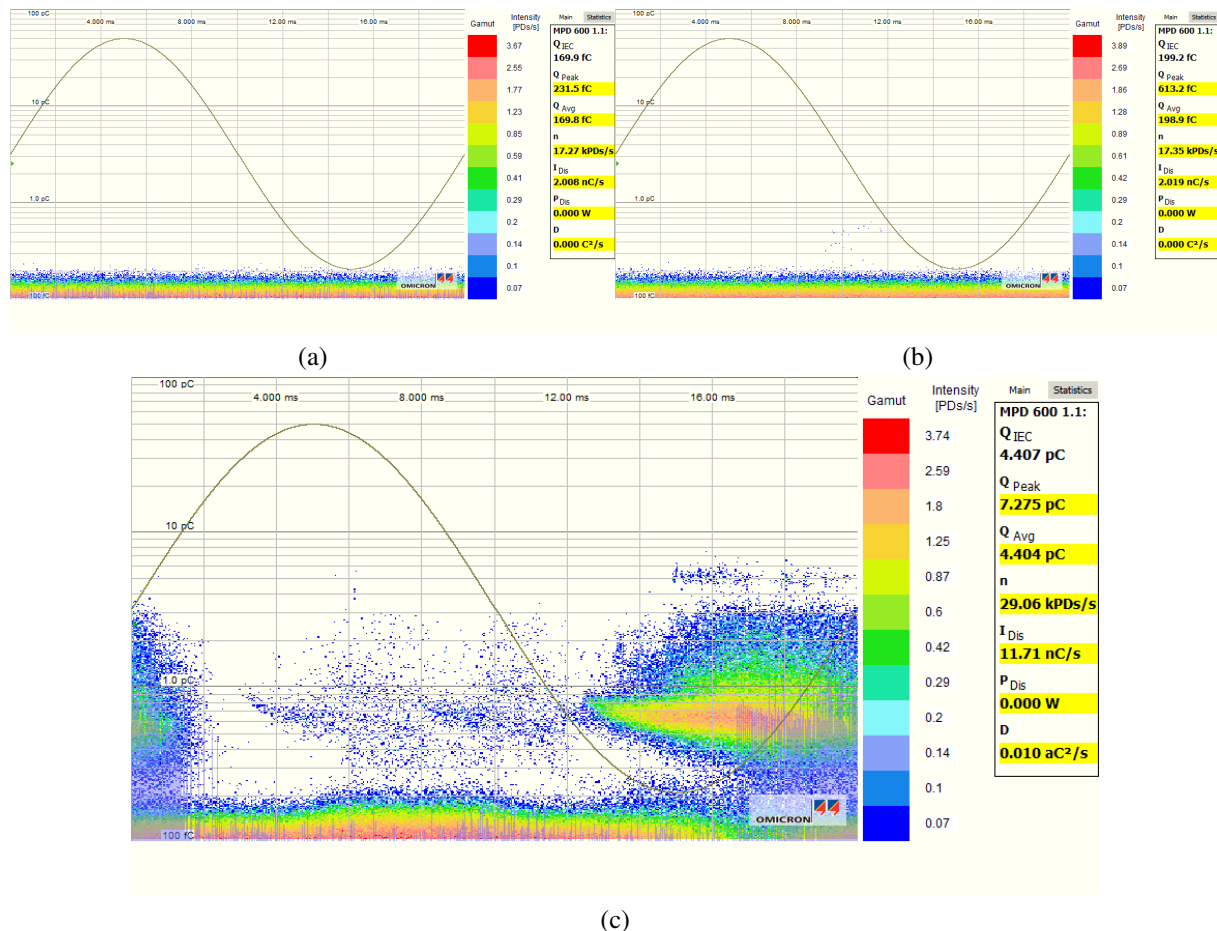 100 pC
4.000 ms
8.000 ms
12.00 ms
16.00 ms
10 pC
1.0 pC
100 fC
OMICRON
Gamut
Intensity
[PDs/s]
3.67
2.55
1.77
1.23
0.85
0.59
0.41
0.29
0.2
0.14
0.1
0.07
Main Statistics
MPD 600 1.1:
Q IEC
169.9 fC
Q Peak
231.5 fC
Q Avg
169.8 fC
n
17.27 kPDs/s
I Dis
2.008 nC/s
P Dis
0.000 W
D
0.000 C²/s
(a)
100 pC
4.000 ms
8.000 ms
12.00 ms
16.00 ms
10 pC
1.0 pC
100 fC
OMICRON
Gamut
Intensity
[PDs/s]
3.89
2.69
1.86
1.28
0.89
0.61
0.42
0.29
0.2
0.14
0.1
0.07
Main Statistics
MPD 600 1.1:
Q IEC
199.2 fC
Q Peak
613.2 fC
Q Avg
198.9 fC
n
17.35 kPDs/s
I Dis
2.019 nC/s
P Dis
0.000 W
D
0.000 C²/s
(b)
100 pC
4.000 ms
8.000 ms
12.00 ms
16.00 ms
10 pC
1.0 pC
100 fC
OMICRON
Gamut
Intensity
[PDs/s]
3.74
2.59
1.8
1.25
0.87
0.6
0.42
0.29
0.2
0.14
0.1
0.07
Main Statistics
MPD 600 1.1:
Q IEC
4.407 pC
Q Peak
7.275 pC
Q Avg
4.404 pC
n
29.06 kPDs/s
I Dis
11.71 nC/s
P Dis
0.000 W
D
0.010 aC²/s
(c)